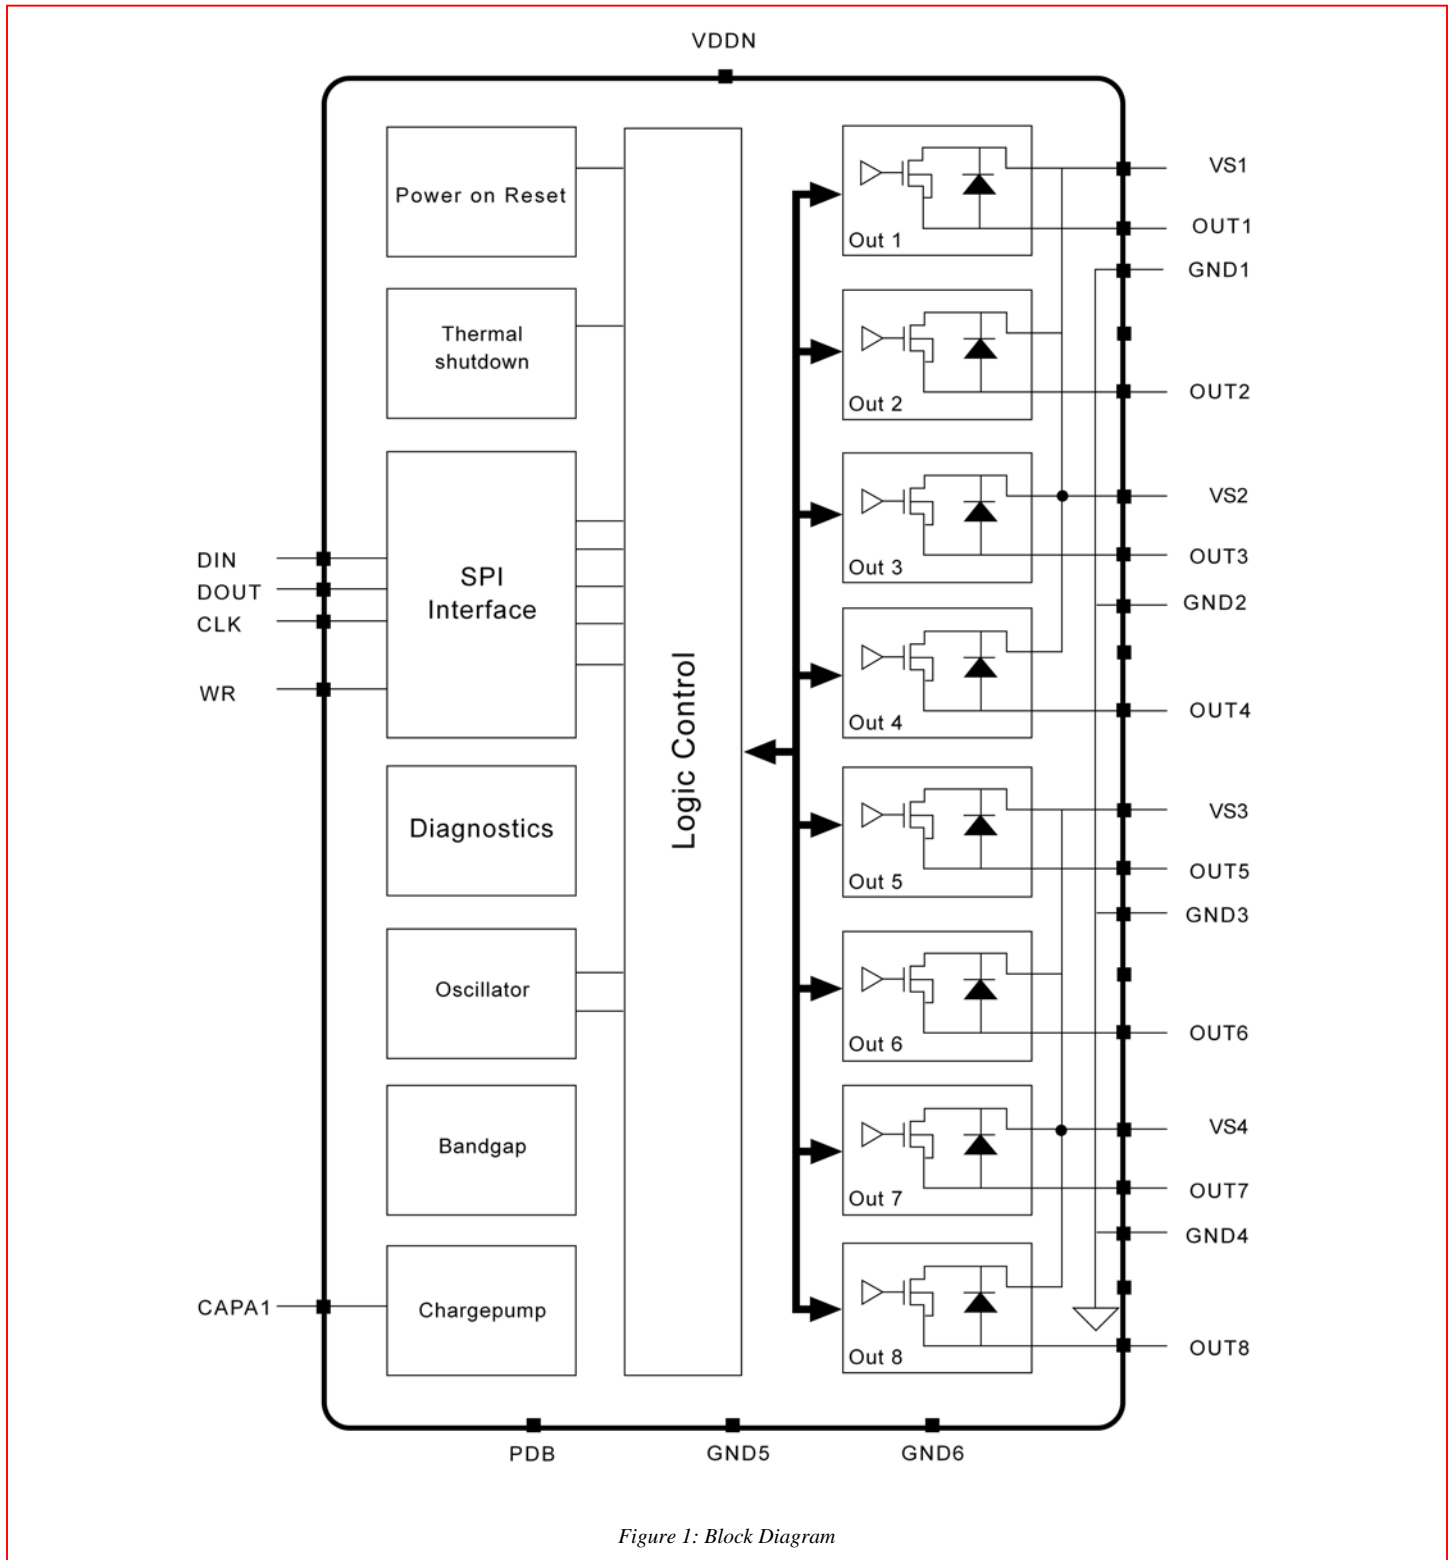 VDDN
Power on Reset
Thermal
shutdown
SPI
Interface
Diagnostics
Oscillator
Bandgap
Chargepump
DIN
DOUT
CLK
WR
CAPA1
Logic Control
Out 1
Out 2
Out 3
Out 4
Out 5
Out 6
Out 7
Out 8
VS1
OUT1
GND1
OUT2
VS2
OUT3
GND2
OUT4
VS3
OUT5
GND3
OUT6
VS4
OUT7
GND4
OUT8
PDB
GND5
GND6
Figure 1: Block Diagram